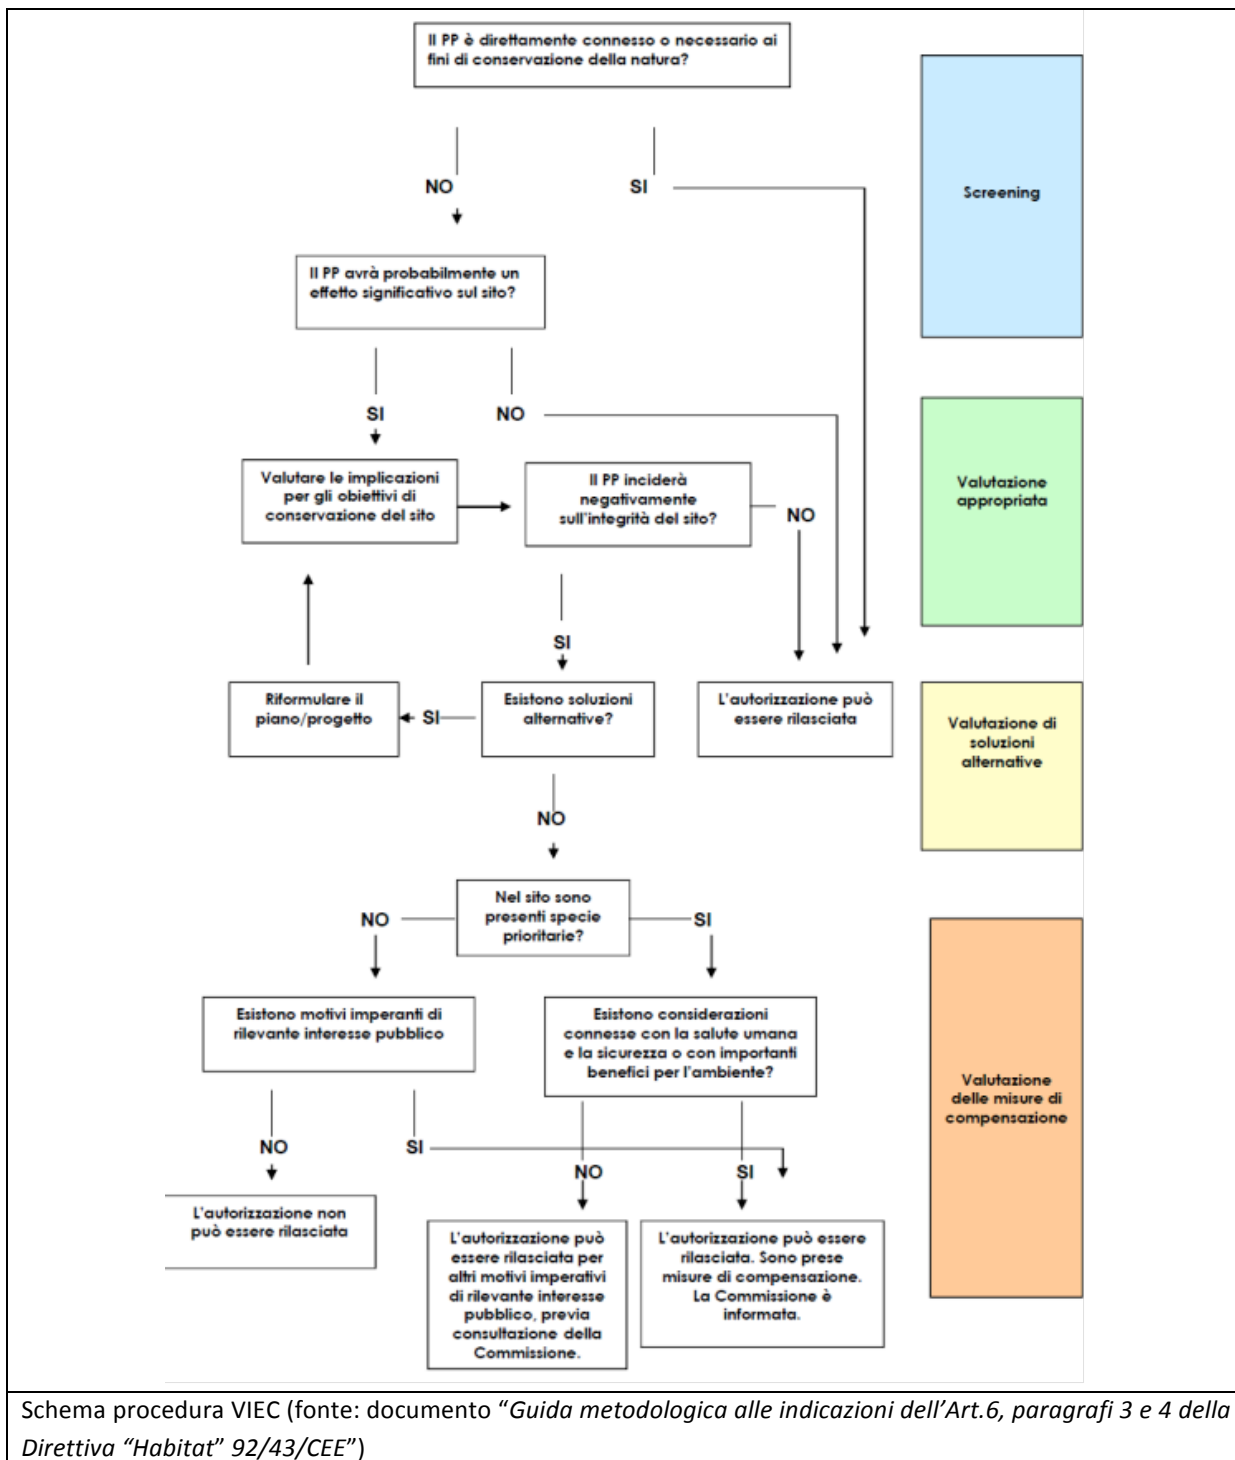 Il PP è direttamente connesso o necessario ai
fini di conservazione della natura?
Screening
NO
SI
Il PP avrà probabilmente un
effetto significativo sul sito?
SI
NO
Valutare le implicazioni
per gli obiettivi di
conservazione del sito
Il PP inciderà
negativamente
sull'integrità del sito?
NO
Valutazione
appropriata
SI
Riformulare il
piano/progetto
SI
Esistono soluzioni
alternative?
L'autorizzazione può
essere rilasciata
Valutazione di
soluzioni
alternative
NO
Nel sito sono
presenti specie
prioritarie?
NO
SI
Esistono motivi imperanti di
rilevante interesse pubblico
Esistono considerazioni
connesse con la salute umana
e la sicurezza o con importanti
benefici per l'ambiente?
Valutazione
delle misure di
compensazione
NO
SI
NO
SI
L'autorizzazione non
può essere rilasciata
L'autorizzazione può
essere rilasciata per
altri motivi imperativi
di rilevante interesse
pubblico, previa
consultazione della
Commissione.
L'autorizzazione può essere
rilasciata. Sono prese
misure di compensazione.
La Commissione è
informata.
Schema procedura VIEC (fonte: documento “Guida metodologica alle indicazioni dell’Art.6, paragrafi 3 e 4 della
Direttiva “Habitat” 92/43/CEE”)